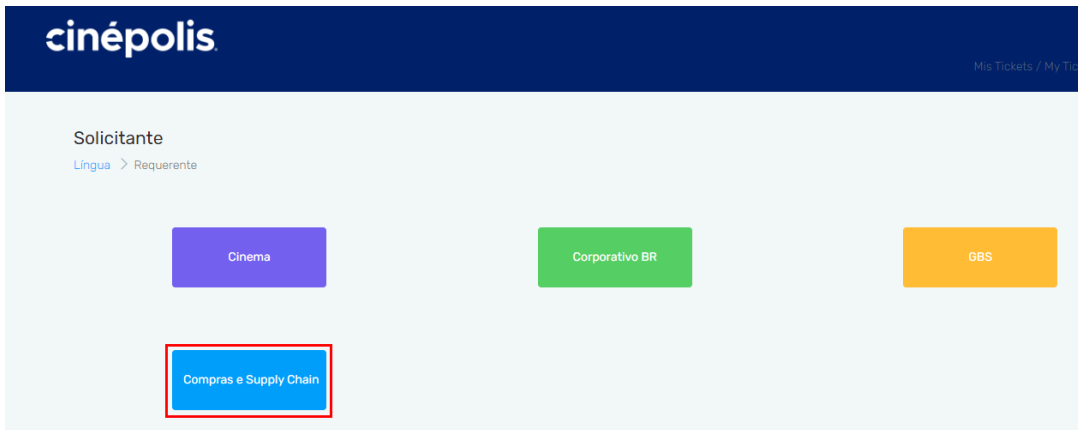 cinépolis
Mis Tickets / My Tic
Solicitante
Língua > Requerente
Cinema
Corporativo BR
GBS
Compras e Supply Chain